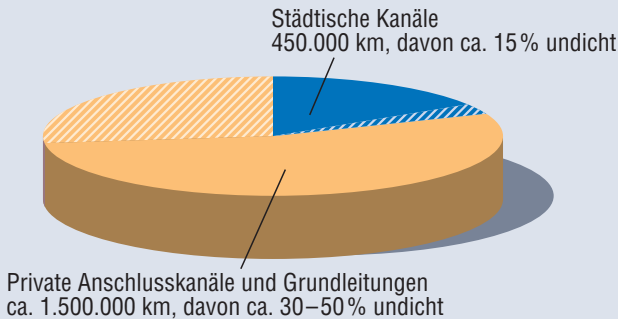 Städtische Kanäle
450.000 km, davon ca. 15 % undicht
Private Anschlusskanäle und Grundleitungen
ca. 1.500.000 km, davon ca. 30–50 % undicht